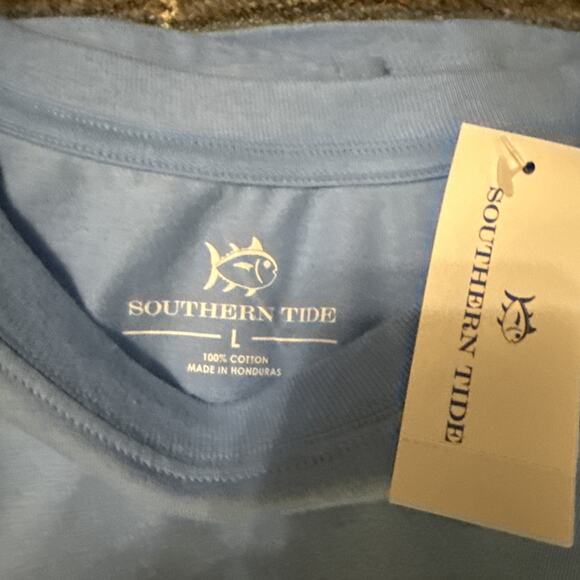 SOUTHERN TIDE
L
100% COTTON
MADE IN HONDURAS
SOUTHERN TIDE